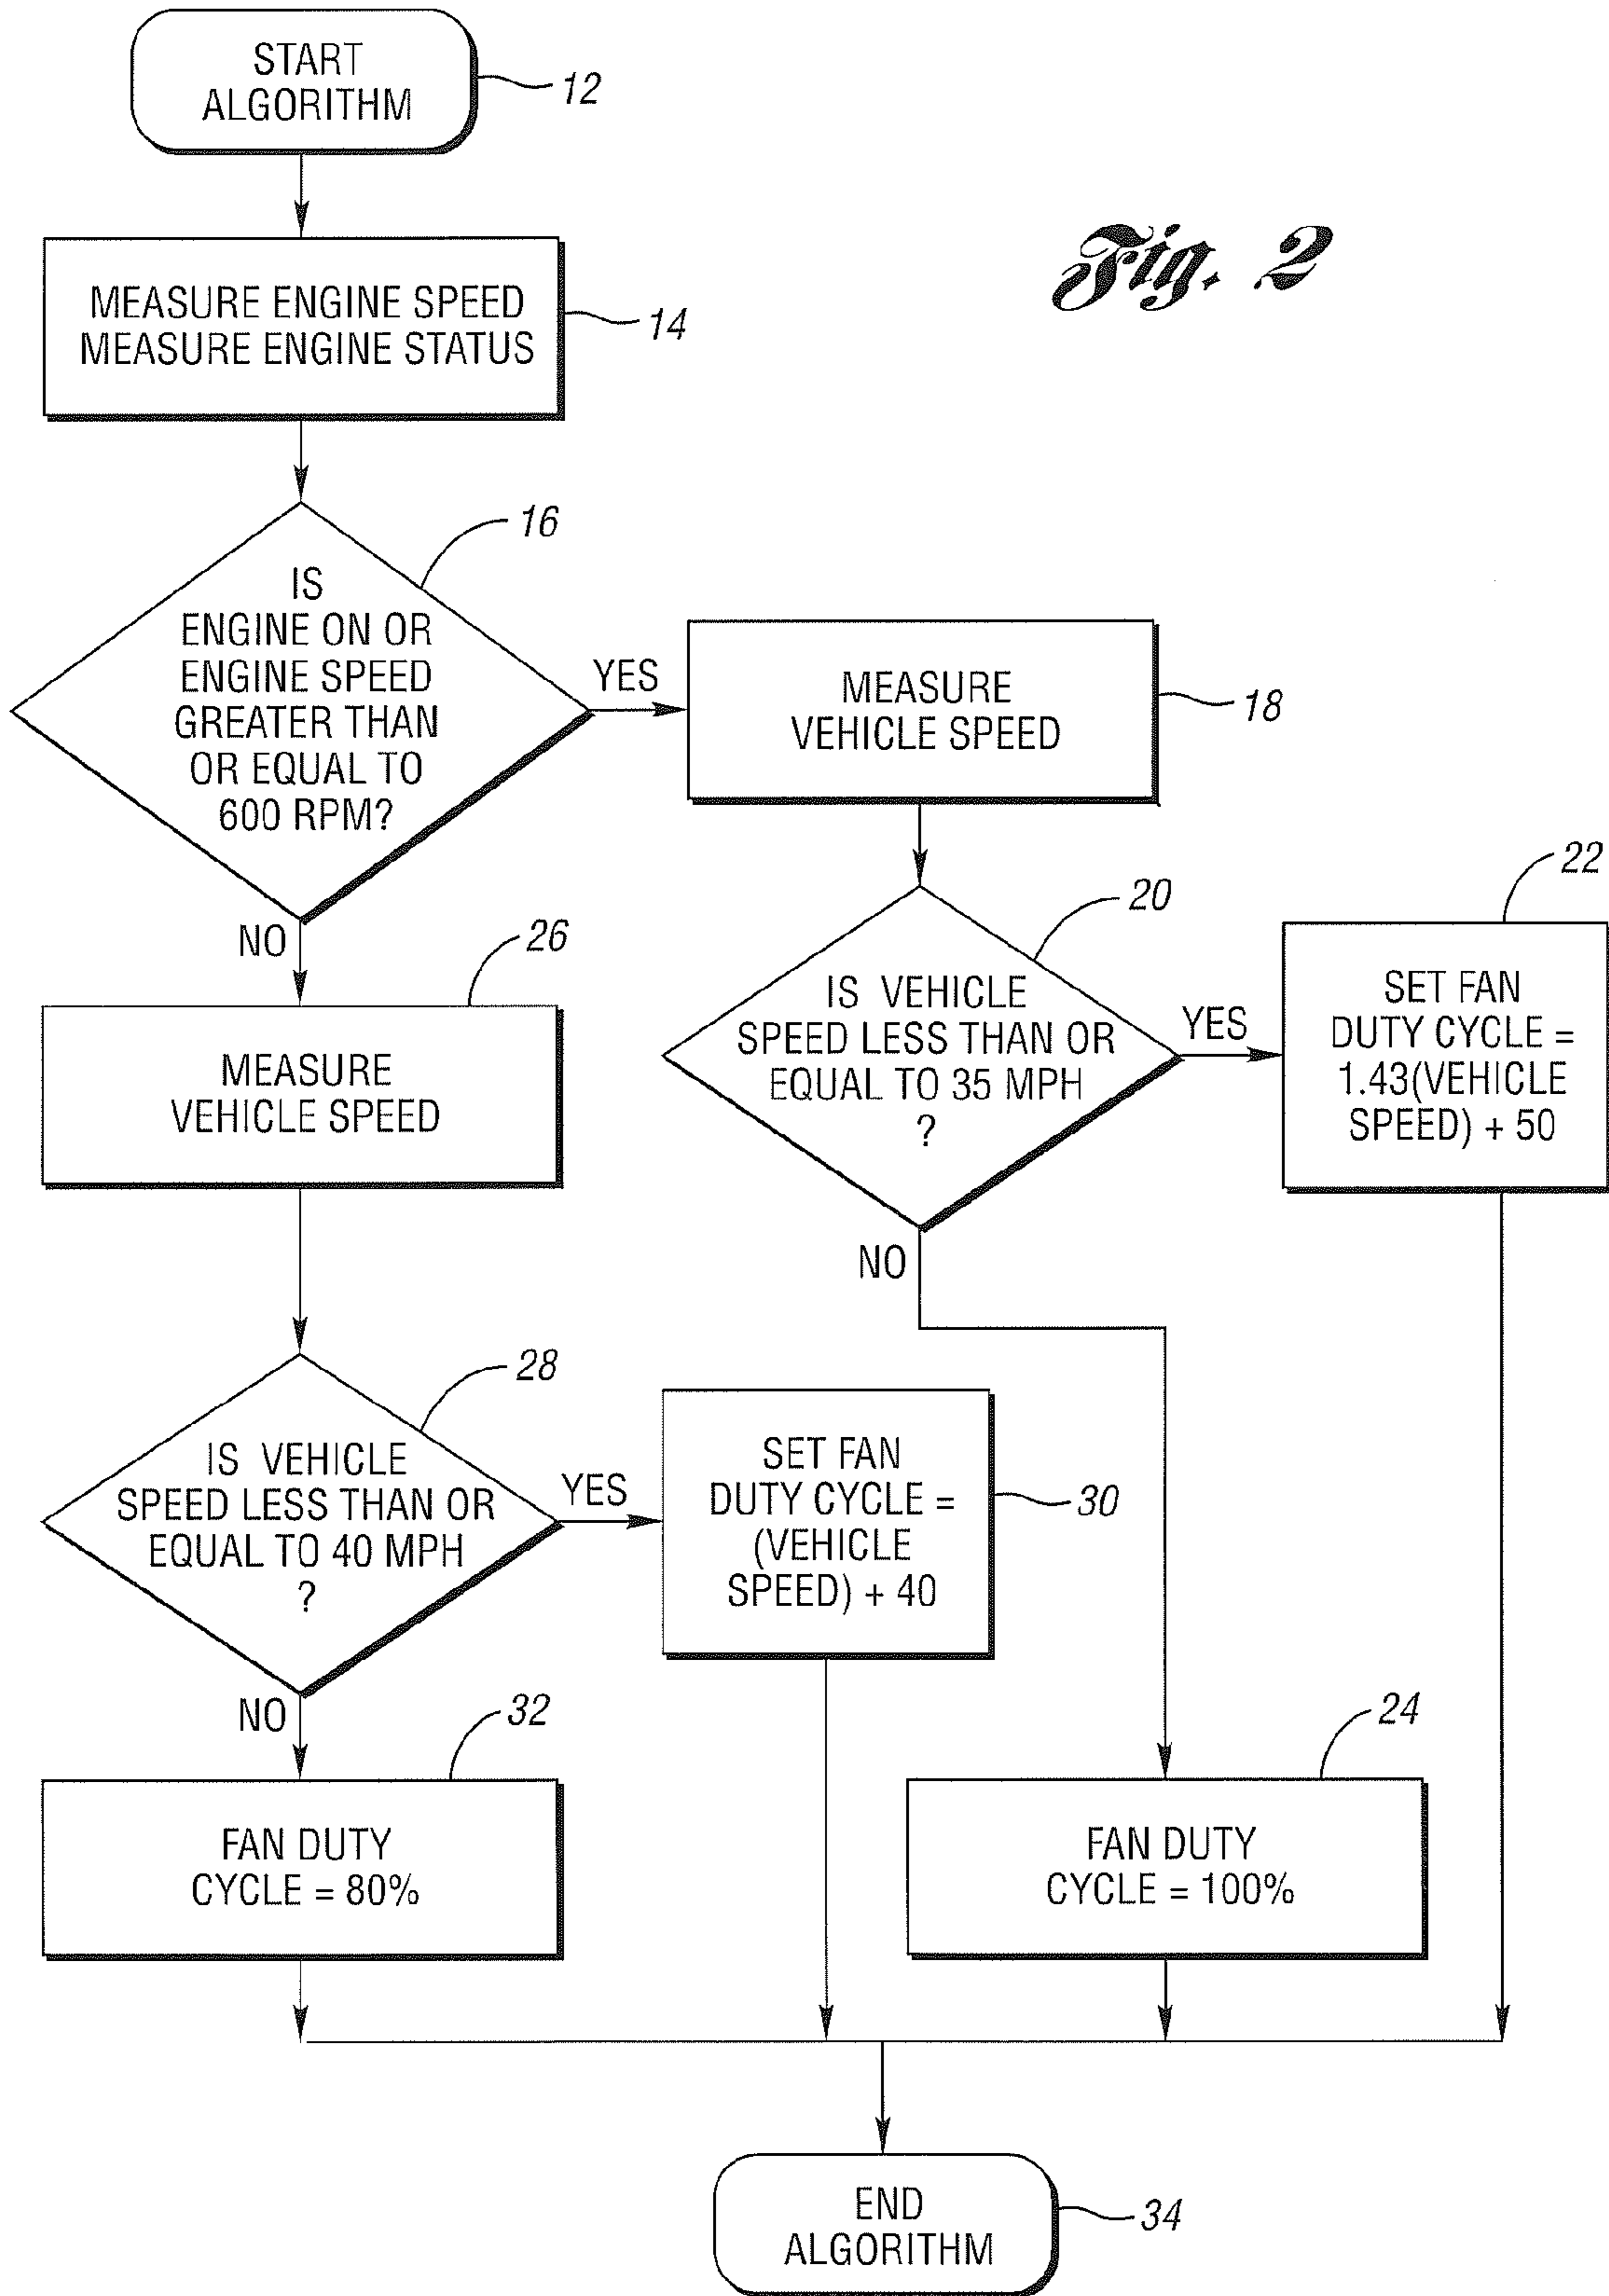 START
ALGORITHM
12
Fig. 2
MEASURE ENGINE SPEED
MEASURE ENGINE STATUS
14
16
IS
ENGINE ON OR
ENGINE SPEED
GREATER THAN
OR EQUAL TO
600 RPM?
YES
MEASURE
VEHICLE SPEED
18
NO
20
IS VEHICLE
SPEED LESS THAN OR
EQUAL TO 35 MPH
?
YES
22
SET FAN
DUTY CYCLE =
1.43(VEHICLE
SPEED) + 50
NO
26
MEASURE
VEHICLE SPEED
28
IS VEHICLE
SPEED LESS THAN OR
EQUAL TO 40 MPH
?
YES
SET FAN
DUTY CYCLE =
(VEHICLE
SPEED) + 40
30
NO
32
FAN DUTY
CYCLE = 80%
24
FAN DUTY
CYCLE = 100%
END
ALGORITHM
34